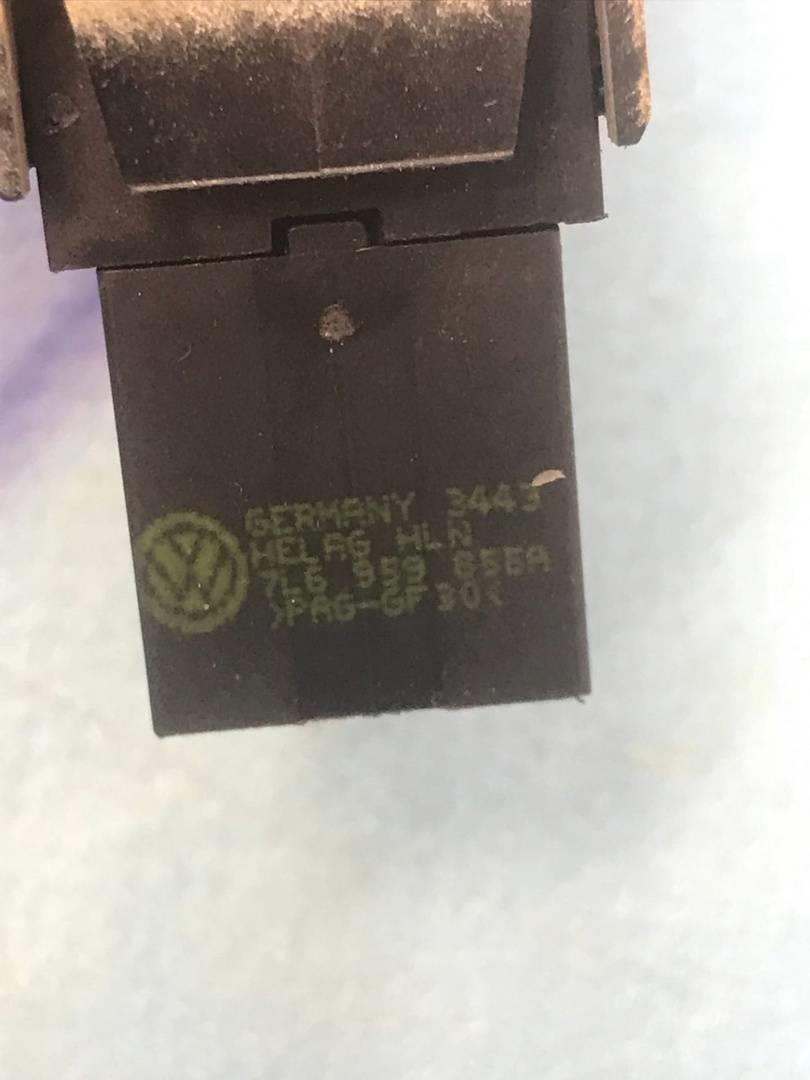 GERMANY 3443
HELAG HLN
7L6 959 855A
>PA6-GF30<